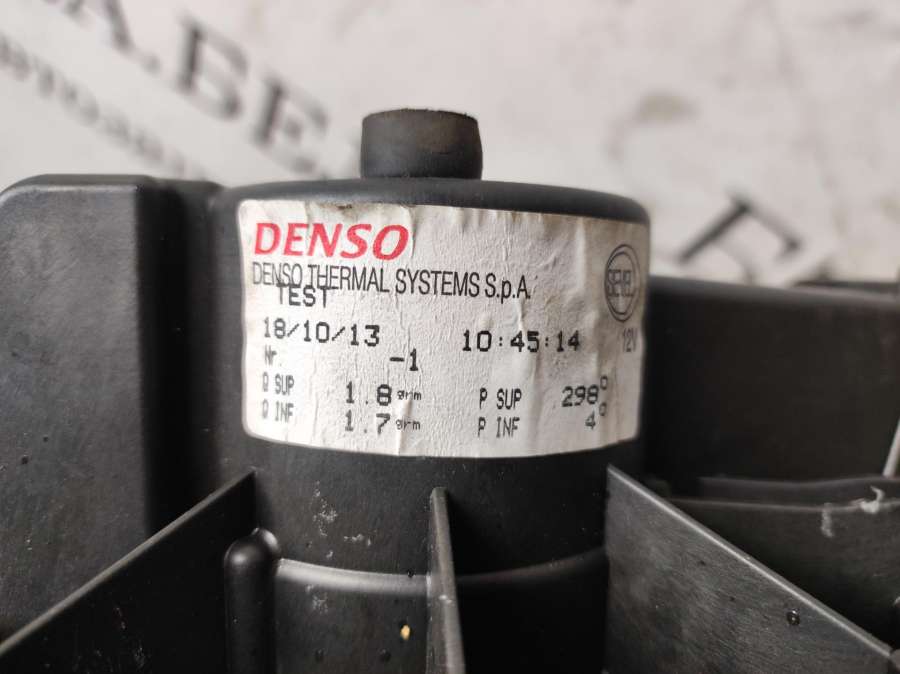 DENSO
DENSO THERMAL SYSTEMS S.p.A.
TEST
18/10/13 10:45:14
Nr. -1 12V
Q SUP 1.8 grm P SUP 298°
Q INF 1.7 grm P INF 4°